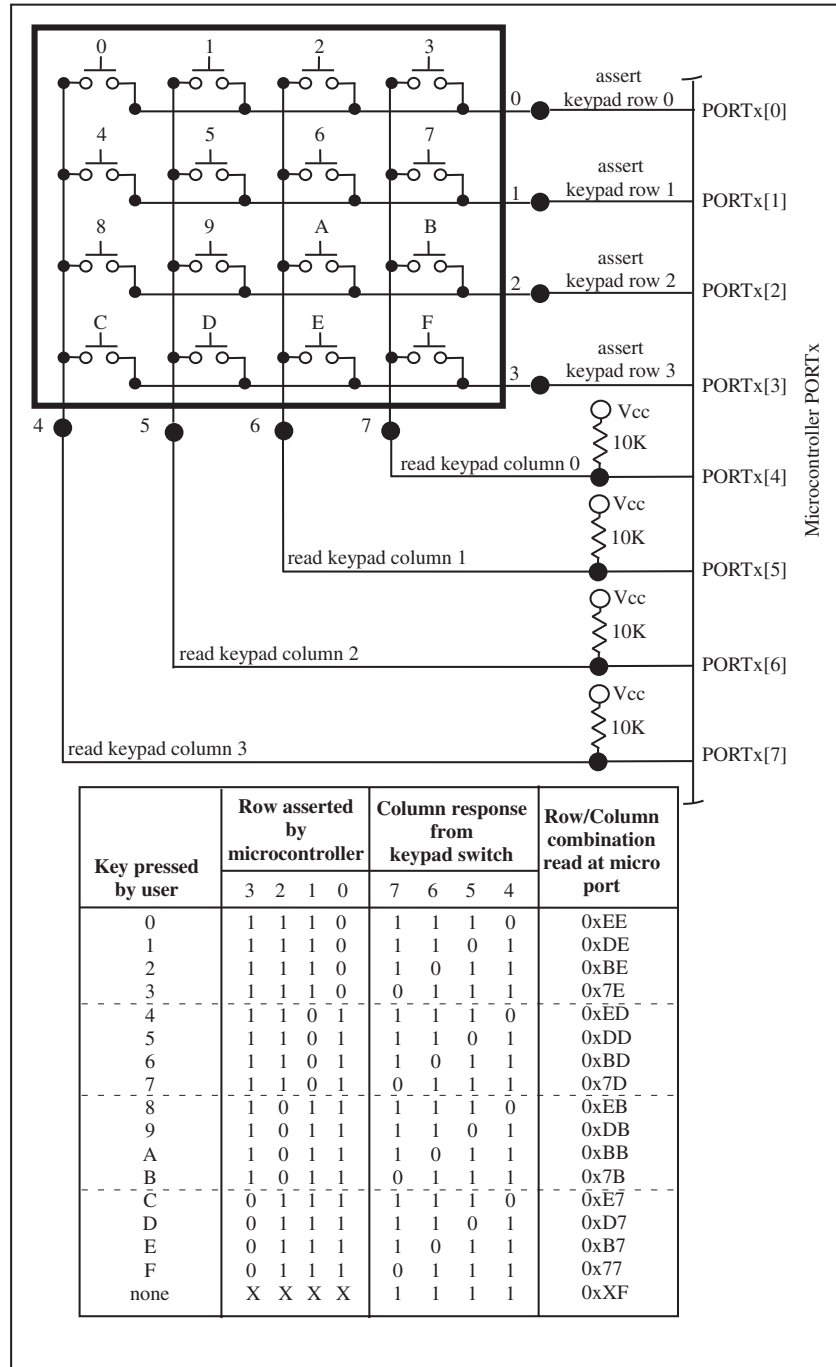 0 1 2 3
0 assert keypad row 0 PORTx[0]
4 5 6 7
1 assert keypad row 1 PORTx[1]
8 9 A B
2 assert keypad row 2 PORTx[2]
C D E F
3 assert keypad row 3 PORTx[3]
4 5 6 7
Vcc
10K
read keypad column 0 PORTx[4]
Vcc
10K
read keypad column 1 PORTx[5]
Vcc
10K
read keypad column 2 PORTx[6]
Vcc
10K
read keypad column 3 PORTx[7]
Microcontroller PORTx
Key pressed
by user
Row asserted
by
microcontroller
3 2 1 0
Column response
from
keypad switch
7 6 5 4
Row/Column
combination
read at micro
port
0 1 1 1 0 1 1 1 0 0xEE
1 1 1 1 0 1 1 0 1 0xDE
2 1 1 1 0 1 0 1 1 0xBE
3 1 1 1 0 0 1 1 1 0x7E
4 1 1 0 1 1 1 1 0 0xED
5 1 1 0 1 1 1 0 1 0xDD
6 1 1 0 1 1 0 1 1 0xBD
7 1 1 0 1 0 1 1 1 0x7D
8 1 0 1 1 1 1 1 0 0xEB
9 1 0 1 1 1 1 0 1 0xDB
A 1 0 1 1 1 0 1 1 0xBB
B 1 0 1 1 0 1 1 1 0x7B
C 0 1 1 1 1 1 1 0 0xE7
D 0 1 1 1 1 1 0 1 0xD7
E 0 1 1 1 1 0 1 1 0xB7
F 0 1 1 1 0 1 1 1 0x77
none X X X X 1 1 1 1 0xXF